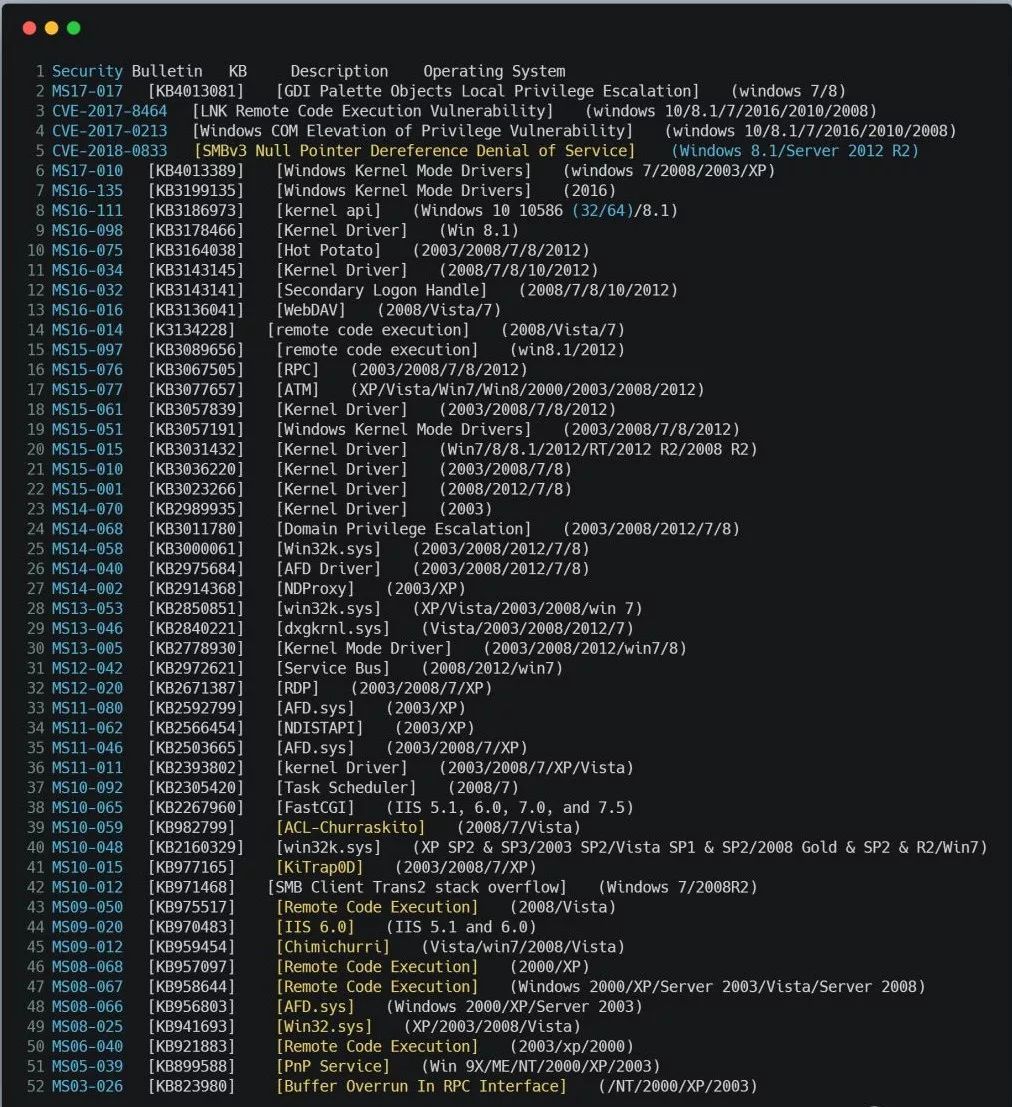 1 Security Bulletin KB Description Operating System
2 MS17-017 [KB4013081] [GDI Palette Objects Local Privilege Escalation] (windows 7/8)
3 CVE-2017-8464 [LNK Remote Code Execution Vulnerability] (windows 10/8.1/7/2016/2010/2008)
4 CVE-2017-0213 [Windows COM Elevation of Privilege Vulnerability] (windows 10/8.1/7/2016/2010/2008)
5 CVE-2018-0833 [SMBv3 Null Pointer Dereference Denial of Service] (Windows 8.1/Server 2012 R2)
6 MS17-010 [KB4013389] [Windows Kernel Mode Drivers] (windows 7/2008/2003/XP)
7 MS16-135 [KB3199135] [Windows Kernel Mode Drivers] (2016)
8 MS16-111 [KB3186973] [kernel api] (Windows 10 10586 (32/64)/8.1)
9 MS16-098 [KB3178466] [Kernel Driver] (Win 8.1)
10 MS16-075 [KB3164038] [Hot Potato] (2003/2008/7/8/2012)
11 MS16-034 [KB3143145] [Kernel Driver] (2008/7/8/10/2012)
12 MS16-032 [KB3143141] [Secondary Logon Handle] (2008/7/8/10/2012)
13 MS16-016 [KB3136041] [WebDAV] (2008/Vista/7)
14 MS16-014 [K3134228] [remote code execution] (2008/Vista/7)
15 MS15-097 [KB3089656] [remote code execution] (win8.1/2012)
16 MS15-076 [KB3067505] [RPC] (2003/2008/7/8/2012)
17 MS15-077 [KB3077657] [ATM] (XP/Vista/Win7/Win8/2000/2003/2008/2012)
18 MS15-061 [KB3057839] [Kernel Driver] (2003/2008/7/8/2012)
19 MS15-051 [KB3057191] [Windows Kernel Mode Drivers] (2003/2008/7/8/2012)
20 MS15-015 [KB3031432] [Kernel Driver] (Win7/8/8.1/2012/RT/2012 R2/2008 R2)
21 MS15-010 [KB3036220] [Kernel Driver] (2003/2008/7/8)
22 MS15-001 [KB3023266] [Kernel Driver] (2008/2012/7/8)
23 MS14-070 [KB2989935] [Kernel Driver] (2003)
24 MS14-068 [KB3011780] [Domain Privilege Escalation] (2003/2008/2012/7/8)
25 MS14-058 [KB3000061] [Win32k.sys] (2003/2008/2012/7/8)
26 MS14-040 [KB2975684] [AFD Driver] (2003/2008/2012/7/8)
27 MS14-002 [KB2914368] [NDProxy] (2003/XP)
28 MS13-053 [KB2850851] [win32k.sys] (XP/Vista/2003/2008/win 7)
29 MS13-046 [KB2840221] [dxgkrnl.sys] (Vista/2003/2008/2012/7)
30 MS13-005 [KB2778930] [Kernel Mode Driver] (2003/2008/2012/win7/8)
31 MS12-042 [KB2972621] [Service Bus] (2008/2012/win7)
32 MS12-020 [KB2671387] [RDP] (2003/2008/7/XP)
33 MS11-080 [KB2592799] [AFD.sys] (2003/XP)
34 MS11-062 [KB2566454] [NDISTAPI] (2003/XP)
35 MS11-046 [KB2503665] [AFD.sys] (2003/2008/7/XP)
36 MS11-011 [KB2393802] [kernel Driver] (2003/2008/7/XP/Vista)
37 MS10-092 [KB2305420] [Task Scheduler] (2008/7)
38 MS10-065 [KB2267960] [FastCGI] (IIS 5.1, 6.0, 7.0, and 7.5)
39 MS10-059 [KB982799] [ACL-Churraskito] (2008/7/Vista)
40 MS10-048 [KB2160329] [win32k.sys] (XP SP2 & SP3/2003 SP2/Vista SP1 & SP2/2008 Gold & SP2 & R2/Win7)
41 MS10-015 [KB977165] [KiTrap0D] (2003/2008/7/XP)
42 MS10-012 [KB971468] [SMB Client Trans2 stack overflow] (Windows 7/2008R2)
43 MS09-050 [KB975517] [Remote Code Execution] (2008/Vista)
44 MS09-020 [KB970483] [IIS 6.0] (IIS 5.1 and 6.0)
45 MS09-012 [KB959454] [Chimichurri] (Vista/win7/2008/Vista)
46 MS08-068 [KB957097] [Remote Code Execution] (2000/XP)
47 MS08-067 [KB958644] [Remote Code Execution] (Windows 2000/XP/Server 2003/Vista/Server 2008)
48 MS08-066 [KB956803] [AFD.sys] (Windows 2000/XP/Server 2003)
49 MS08-025 [KB941693] [Win32.sys] (XP/2003/2008/Vista)
50 MS06-040 [KB921883] [Remote Code Execution] (2003/xp/2000)
51 MS05-039 [KB899588] [PnP Service] (Win 9X/ME/NT/2000/XP/2003)
52 MS03-026 [KB823980] [Buffer Overrun In RPC Interface] (/NT/2000/XP/2003)